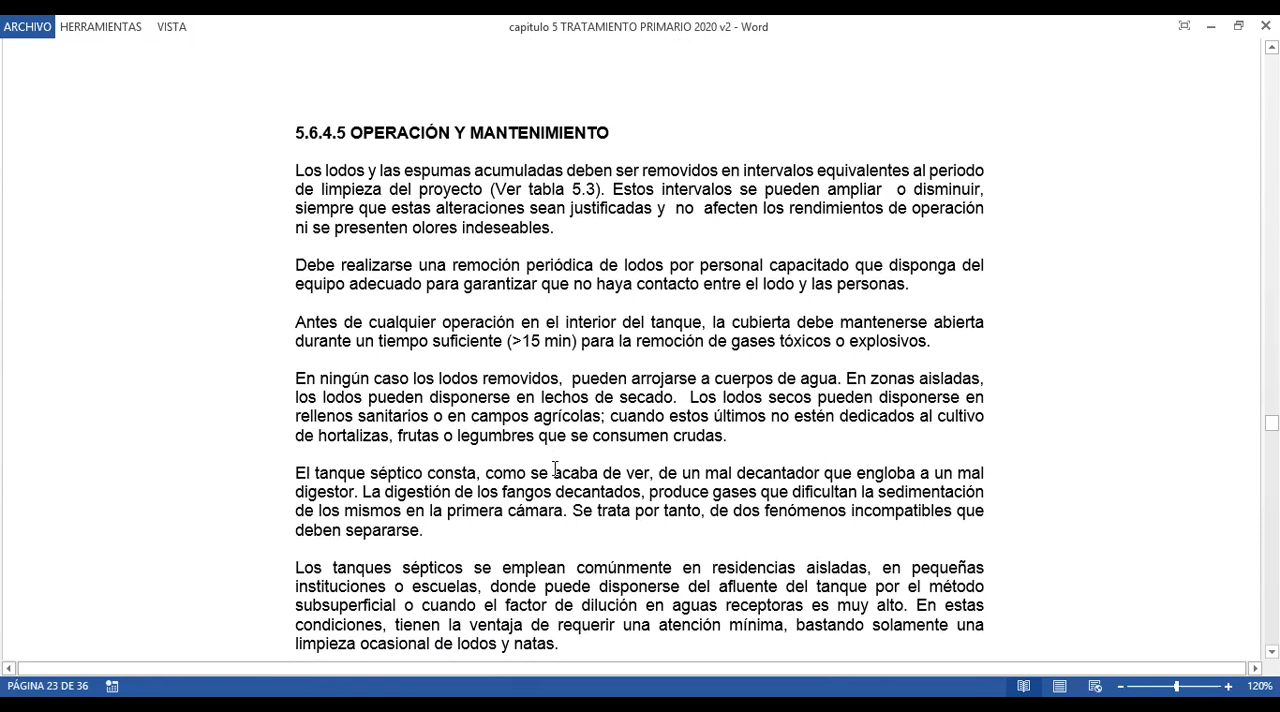 ARCHIVO HERRAMIENTAS VISTA capitulo 5 TRATAMIENTO PRIMARIO 2020 v2 - Word
5.6.4.5 OPERACIÓN Y MANTENIMIENTO
Los lodos y las espumas acumuladas deben ser removidos en intervalos equivalentes al periodo
de limpieza del proyecto (Ver tabla 5.3). Estos intervalos se pueden ampliar o disminuir,
siempre que estas alteraciones sean justificadas y no afecten los rendimientos de operación
ni se presenten olores indeseables.
Debe realizarse una remoción periódica de lodos por personal capacitado que disponga del
equipo adecuado para garantizar que no haya contacto entre el lodo y las personas.
Antes de cualquier operación en el interior del tanque, la cubierta debe mantenerse abierta
durante un tiempo suficiente (>15 min) para la remoción de gases tóxicos o explosivos.
En ningún caso los lodos removidos, pueden arrojarse a cuerpos de agua. En zonas aisladas,
los lodos pueden disponerse en lechos de secado. Los lodos secos pueden disponerse en
rellenos sanitarios o en campos agrícolas; cuando estos últimos no estén dedicados al cultivo
de hortalizas, frutas o legumbres que se consumen crudas.
El tanque séptico consta, como se acaba de ver, de un mal decantador que engloba a un mal
digestor. La digestión de los fangos decantados, produce gases que dificultan la sedimentación
de los mismos en la primera cámara. Se trata por tanto, de dos fenómenos incompatibles que
deben separarse.
Los tanques sépticos se emplean comúnmente en residencias aisladas, en pequeñas
instituciones o escuelas, donde puede disponerse del afluente del tanque por el método
subsuperficial o cuando el factor de dilución en aguas receptoras es muy alto. En estas
condiciones, tienen la ventaja de requerir una atención mínima, bastando solamente una
limpieza ocasional de lodos y natas.
PÁGINA 23 DE 36 120%